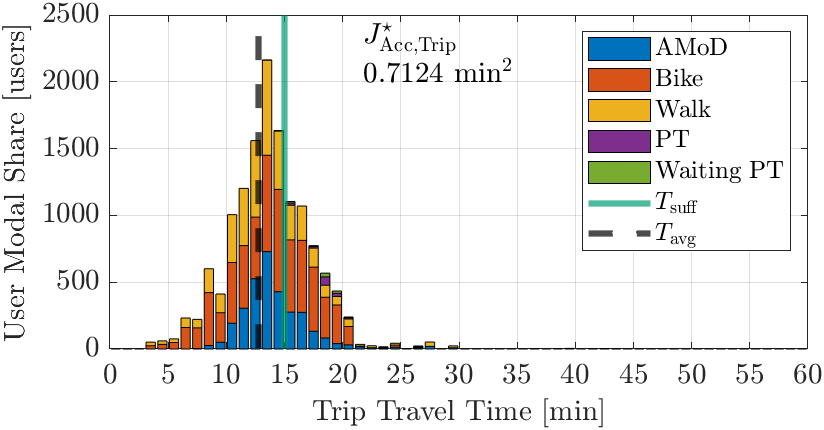 2500
2000
1500
1000
500
0
User Modal Share [users]
J⋆Acc,Trip
0.7124 min²
AMoD
Bike
Walk
PT
Waiting PT
Tsuff
Tavg
0 5 10 15 20 25 30 35 40 45 50 55 60
Trip Travel Time [min]